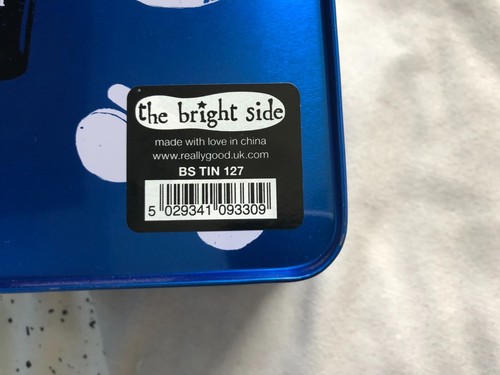 the bright side
made with love in china
www.reallygood.uk.com
BS TIN 127
5 029341 093309